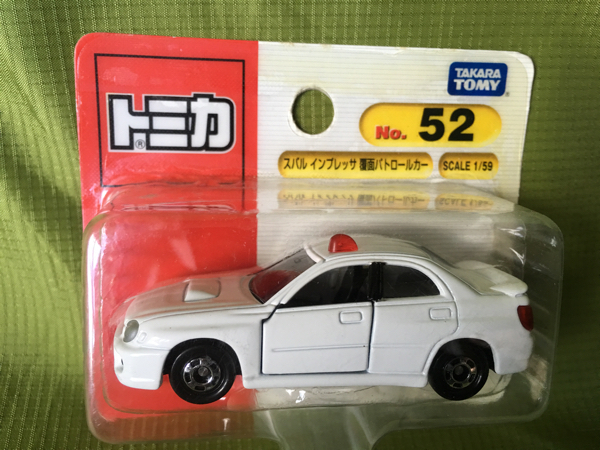 トミカ®
TAKARA
TOMY
No. 52
スバル インプレッサ 覆面パトロールカー
SCALE 1/59